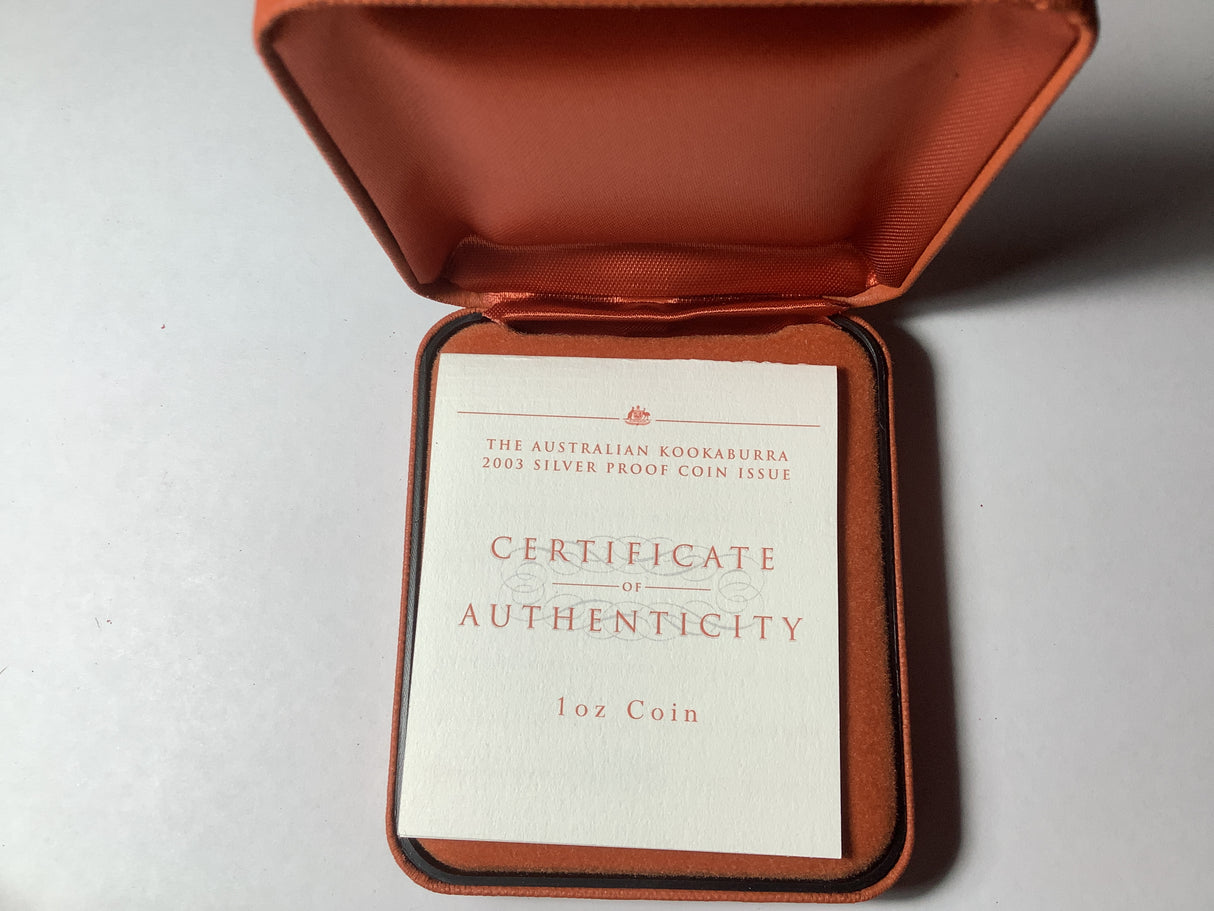 THE AUSTRALIAN KOOKABURRA
2003 SILVER PROOF COIN ISSUE
CERTIFICATE
OF
AUTHENTICITY
1oz Coin